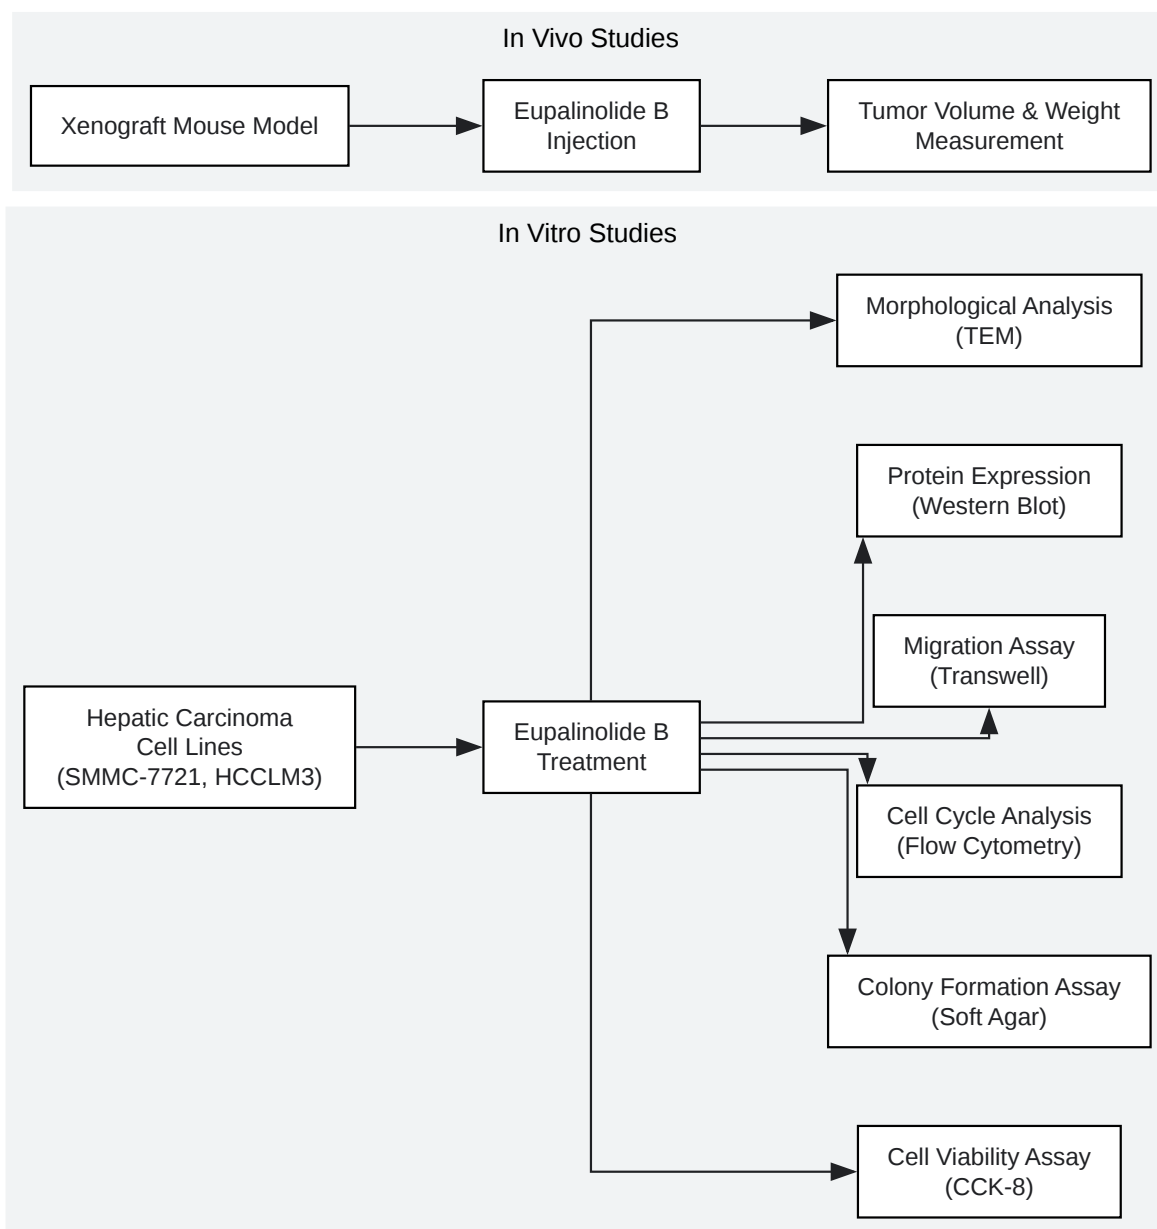 In Vivo Studies
Xenograft Mouse Model
Eupalinolide B
Injection
Tumor Volume & Weight
Measurement
In Vitro Studies
Morphological Analysis
(TEM)
Protein Expression
(Western Blot)
Migration Assay
(Transwell)
Hepatic Carcinoma
Cell Lines
(SMMC-7721, HCCLM3)
Eupalinolide B
Treatment
Cell Cycle Analysis
(Flow Cytometry)
Colony Formation Assay
(Soft Agar)
Cell Viability Assay
(CCK-8)